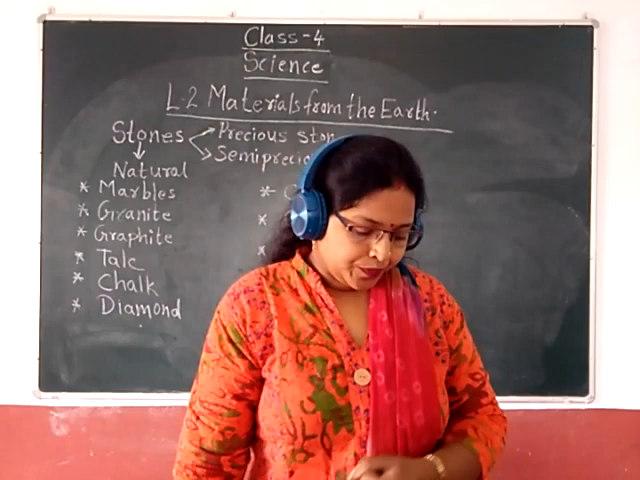 Class-4
Science
L.2 Materials from the Earth.
Stones → Precious ston
↘ Semiprecio
↓
Natural
* Marbles
* Granite
* Graphite
* Talc
* Chalk
* Diamond
*
*
*